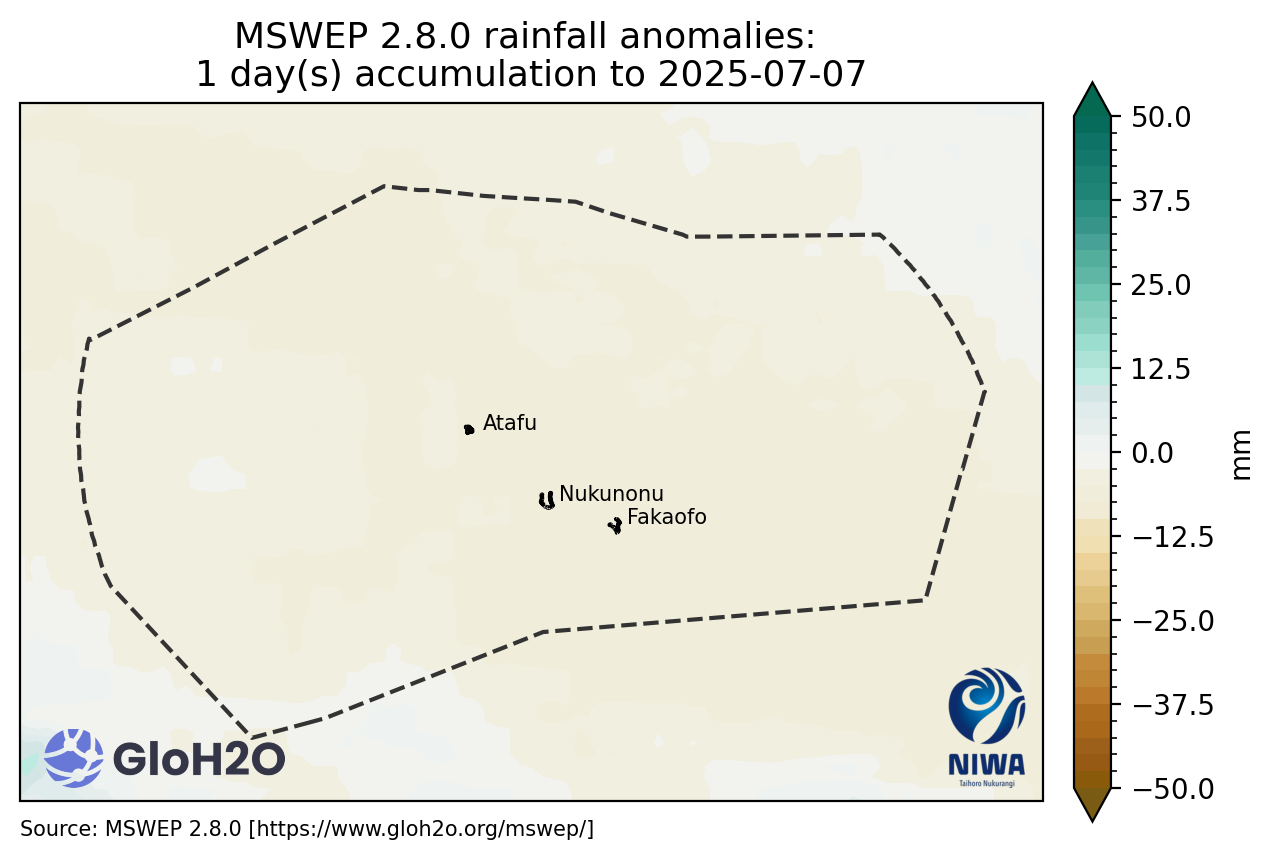 MSWEP 2.8.0 rainfall anomalies:
1 day(s) accumulation to 2025-07-07
50.0
37.5
25.0
12.5
0.0
−12.5
−25.0
−37.5
−50.0
mm
Atafu
Nukunonu
Fakaofo
GloH2O
NIWA
Taihoro Nukurangi
Source: MSWEP 2.8.0 [https://www.gloh2o.org/mswep/]